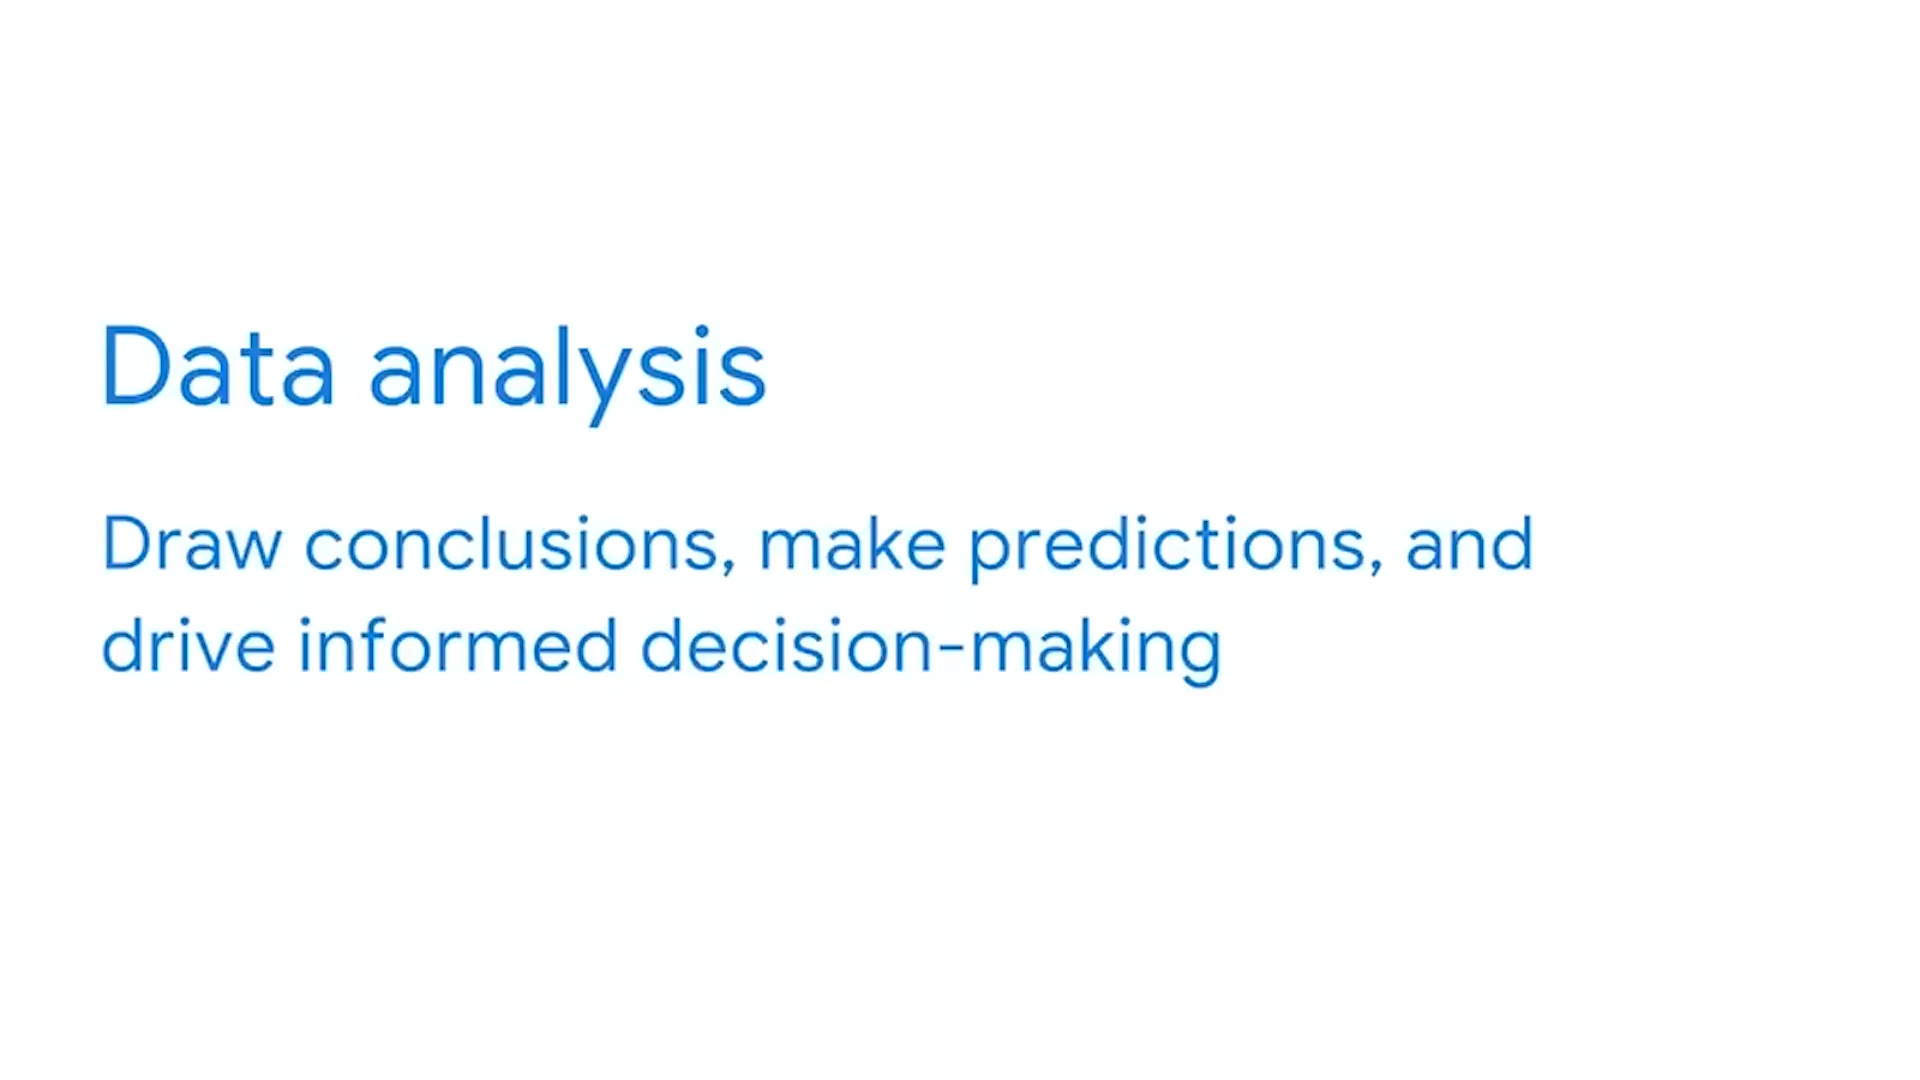 Data analysis
Draw conclusions, make predictions, and
drive informed decision-making